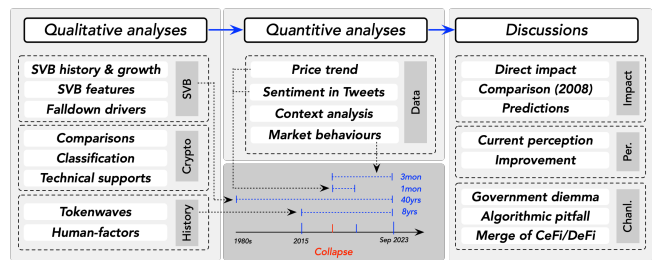 Qualitative analyses
SVB history & growth
SVB features
Falldown drivers
SVB
Comparisons
Classification
Technical supports
Crypto
Tokenwaves
Human-factors
History
Quantitive analyses
Price trend
Sentiment in Tweets
Context analysis
Market behaviours
Data
3mon
1mon
40yrs
8yrs
1980s
2015
Sep 2023
Collapse
Discussions
Direct impact
Comparison (2008)
Predictions
Impact
Current perception
Improvement
Per.
Government diemma
Algorithmic pitfall
Merge of CeFi/DeFi
Chanl.